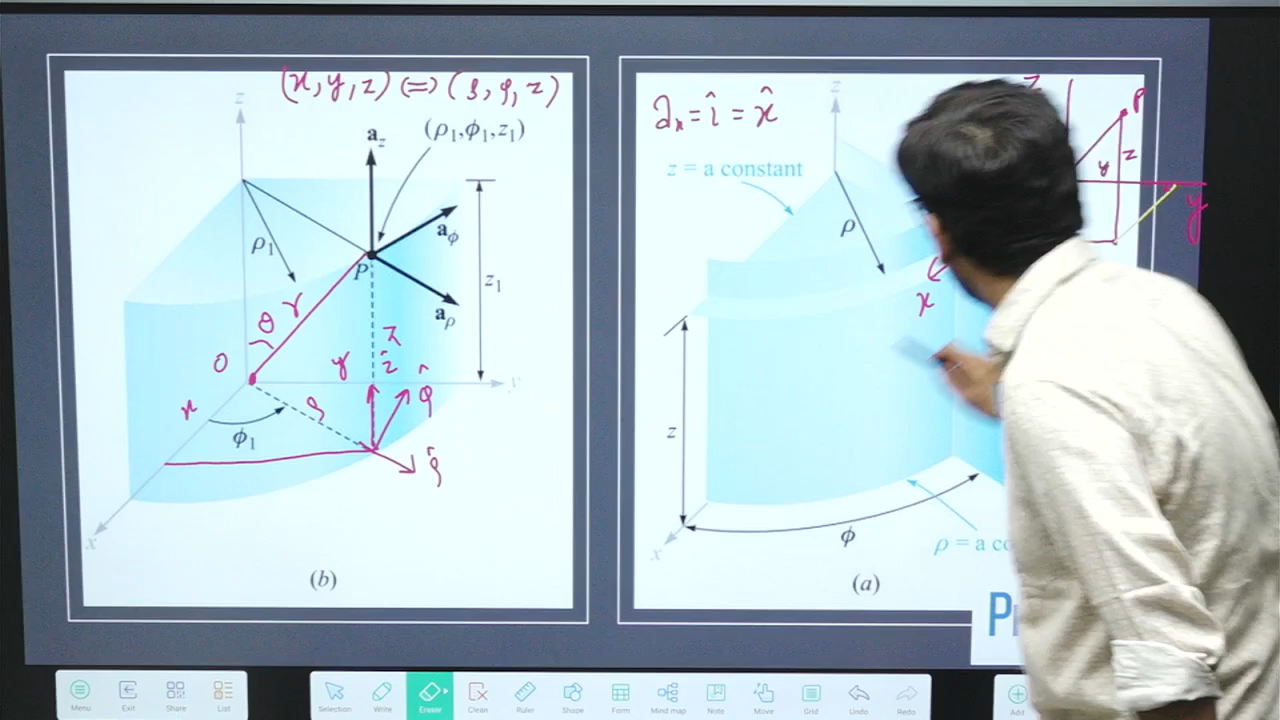 (x, y, z) ⇔ (ρ, φ, z)
z
a_z
(ρ₁,ϕ₁,z₁)
a_ϕ
ρ₁
P
z₁
r
a_ρ
θ
z
O
y
ẑ
φ̂
y
x
ρ
ϕ₁
ρ̂
x
(b)
a_x = î = x̂
z
z
P
z = a constant
y
z
ρ
y
x
z
ϕ
x
ρ = a co
(a)
Menu
Exit
Share
List
Selection
Write
Eraser
Clean
Ruler
Shape
Form
Mind map
Note
Move
Grid
Undo
Redo
Add